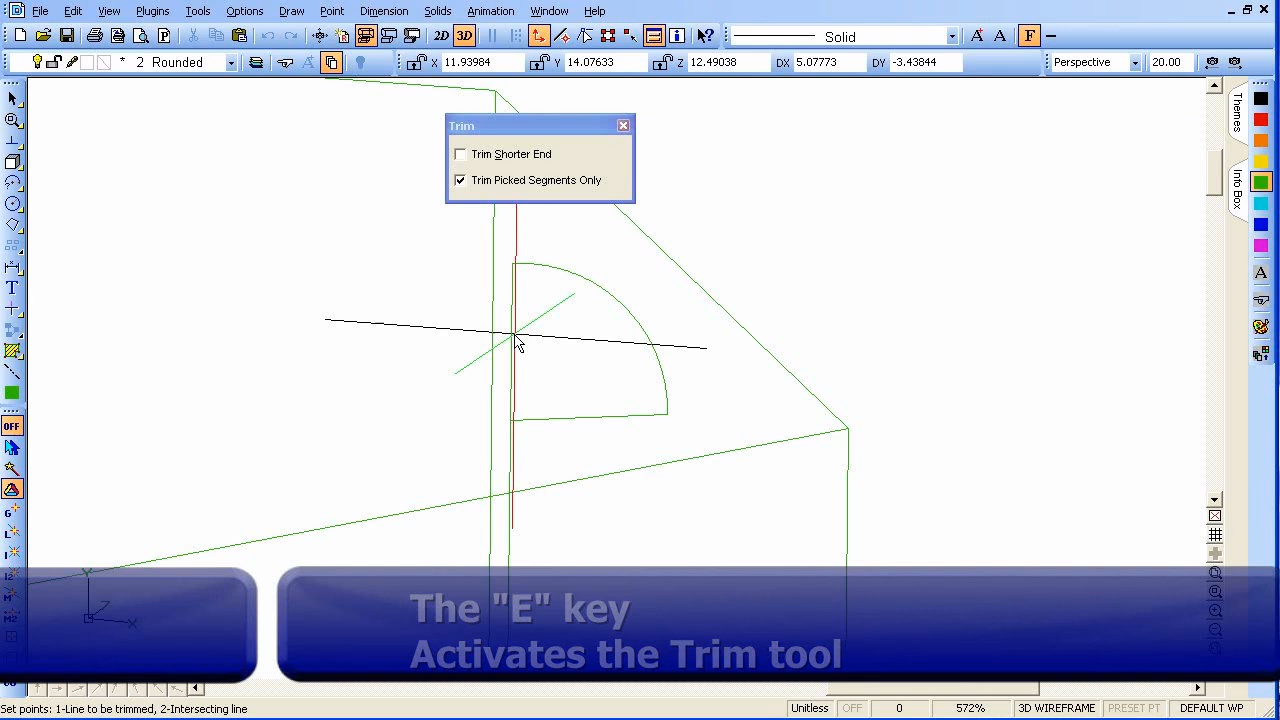 File Edit View Plugins Tools Options Draw Point Dimension Solids Animation Window Help
2D 3D Solid A A F
* 2 Rounded X 11.93984 Y 14.07633 Z 12.49038 DX 5.07773 DY -3.43844 Perspective 20.00
Trim
Trim Shorter End
Trim Picked Segments Only
Themes
Info Box
A
T
OFF
G
L
I
I2
M
M2
Y
Z
X
The "E" key
Activates the Trim tool
Set points: 1-Line to be trimmed, 2-Intersecting line Unitless OFF 0 572% 3D WIREFRAME PRESET PT DEFAULT WP